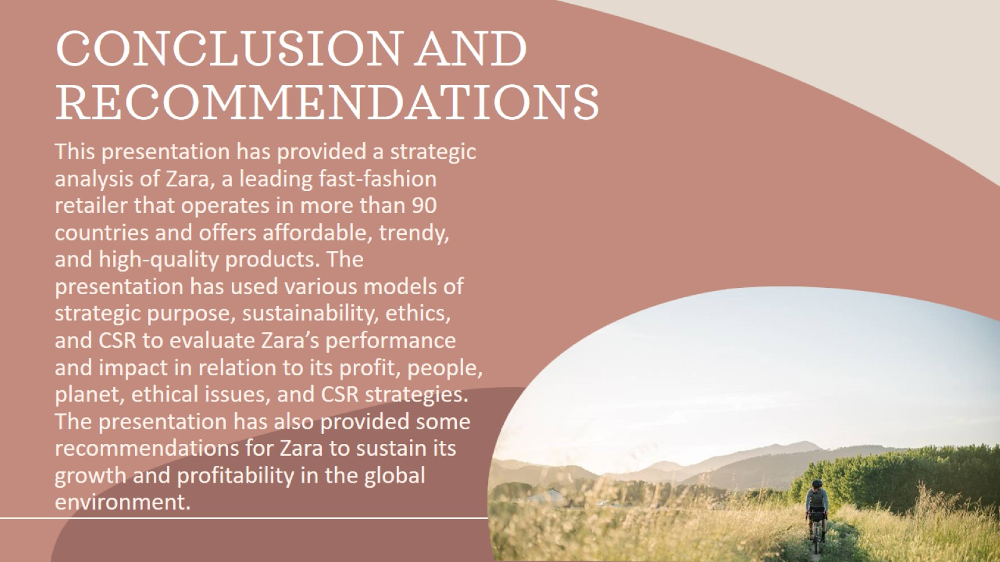 CONCLUSION AND
RECOMMENDATIONS
This presentation has provided a strategic
analysis of Zara, a leading fast-fashion
retailer that operates in more than 90
countries and offers affordable, trendy,
and high-quality products. The
presentation has used various models of
strategic purpose, sustainability, ethics,
and CSR to evaluate Zara’s performance
and impact in relation to its profit, people,
planet, ethical issues, and CSR strategies.
The presentation has also provided some
recommendations for Zara to sustain its
growth and profitability in the global
environment.